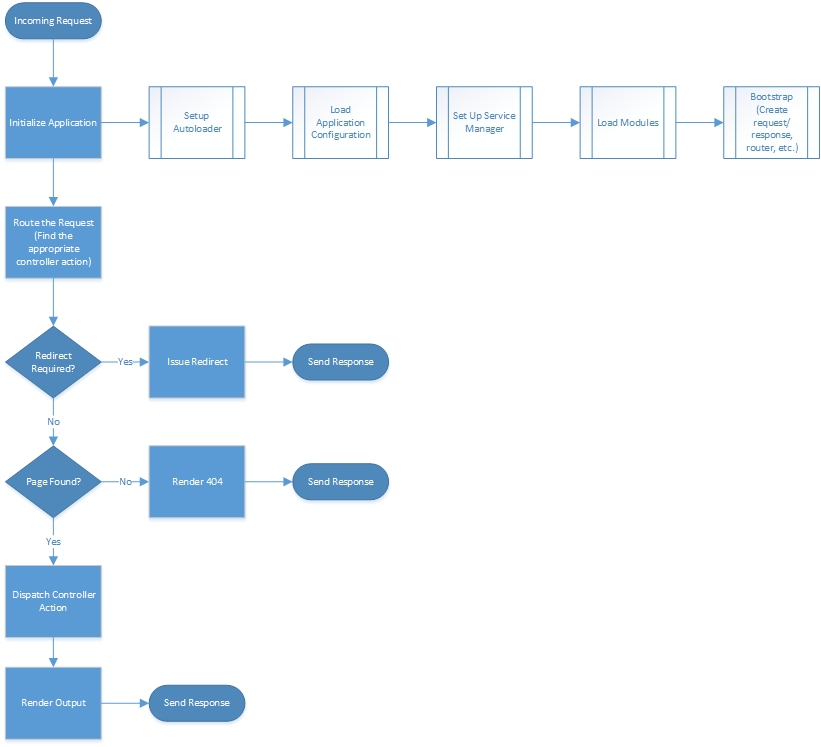 Incoming Request
Initialize Application
Setup
Autoloader
Load
Application
Configuration
Set Up Service
Manager
Load Modules
Bootstrap
(Create
request/
response,
router, etc.)
Route the Request
(Find the
appropriate
controller action)
Redirect
Required?
Yes
Issue Redirect
Send Response
No
Page Found?
No
Render 404
Send Response
Yes
Dispatch Controller
Action
Render Output
Send Response